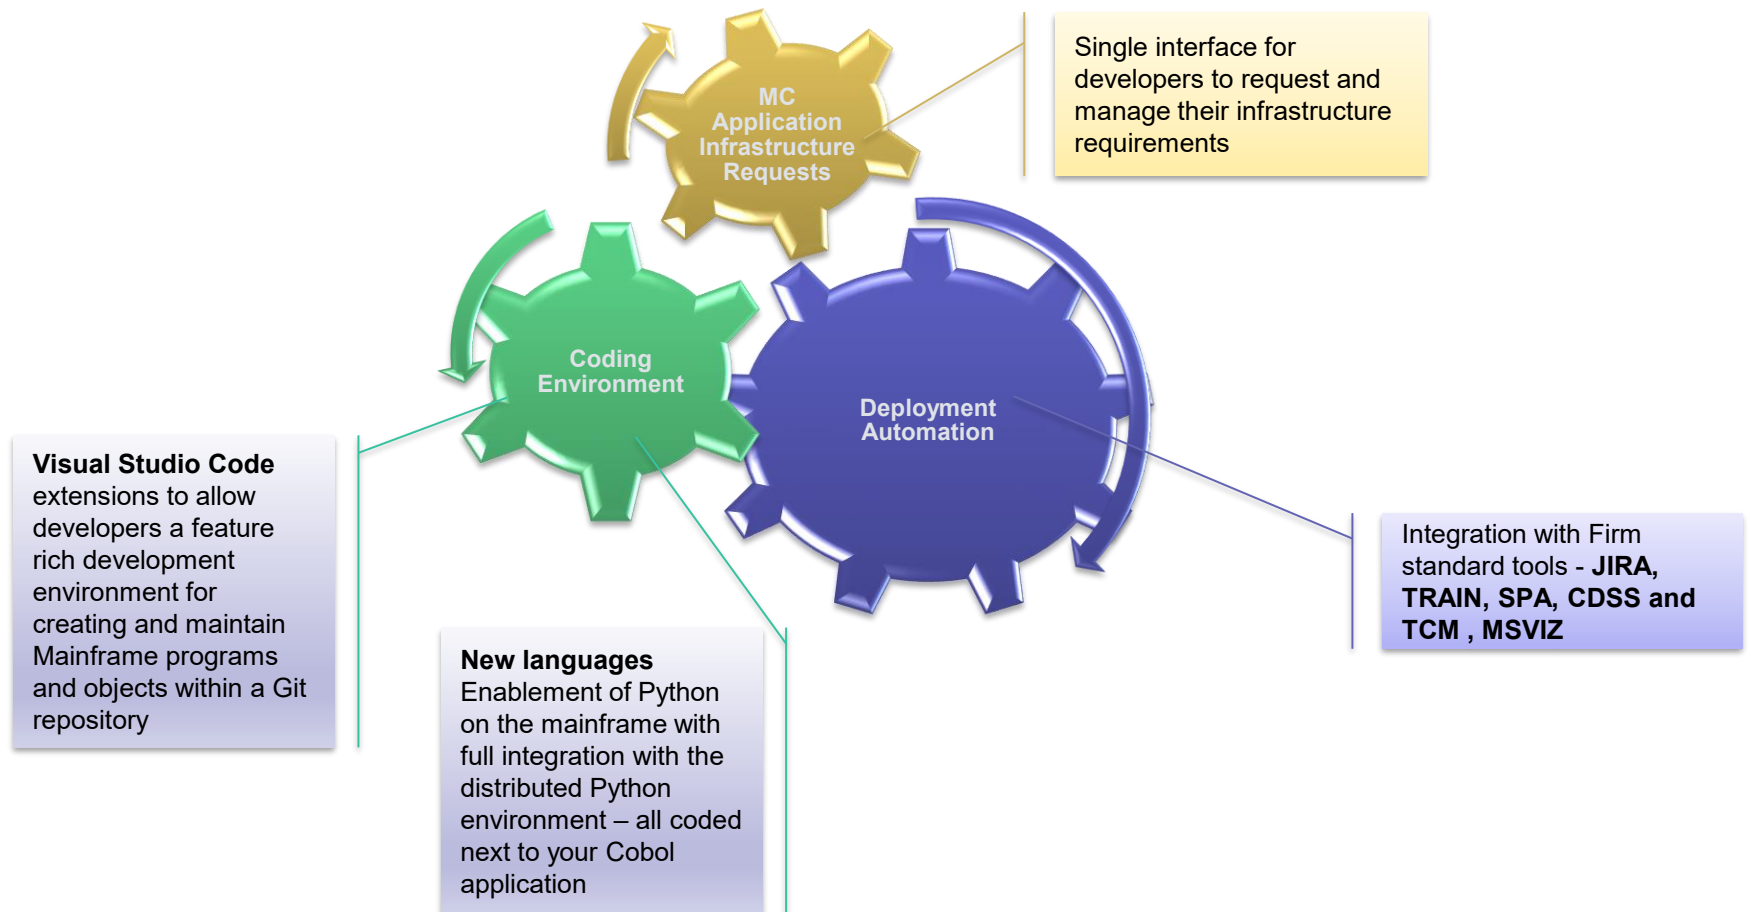 MC
Application
Infrastructure
Requests
Single interface for
developers to request and
manage their infrastructure
requirements
Coding
Environment
Deployment
Automation
Visual Studio Code
extensions to allow
developers a feature
rich development
environment for
creating and maintain
Mainframe programs
and objects within a Git
repository
New languages
Enablement of Python
on the mainframe with
full integration with the
distributed Python
environment – all coded
next to your Cobol
application
Integration with Firm
standard tools - JIRA,
TRAIN, SPA, CDSS and
TCM , MSVIZ